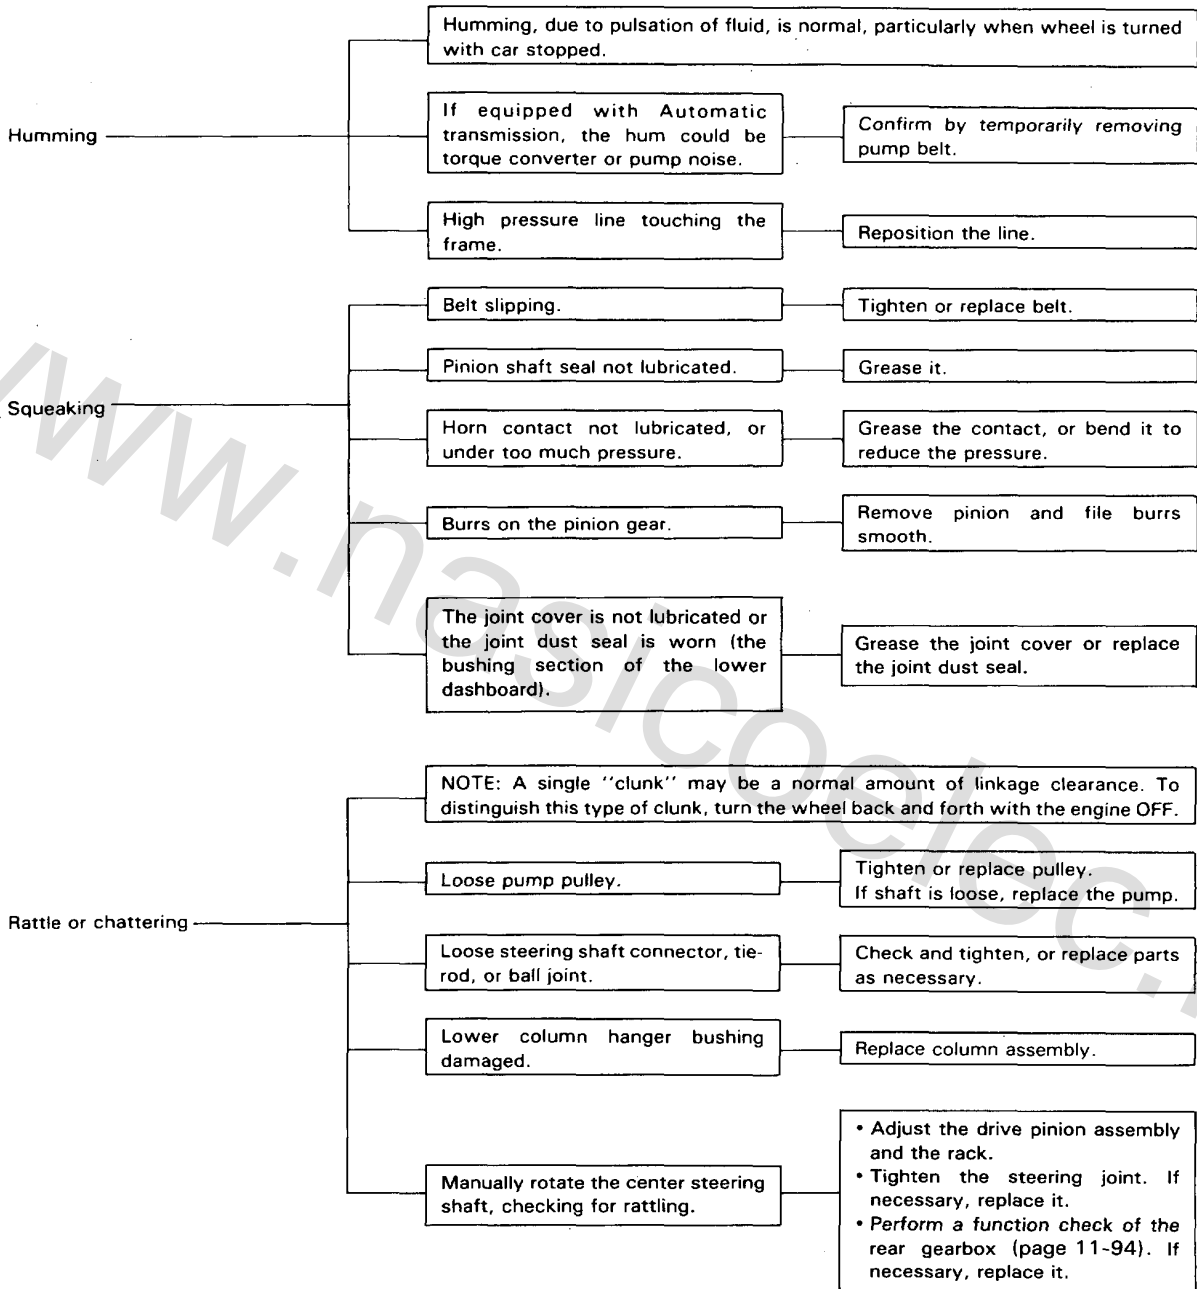 Humming, due to pulsation of fluid, is normal, particularly when wheel is turned
with car stopped.
Humming
If equipped with Automatic
transmission, the hum could be
torque converter or pump noise.
Confirm by temporarily removing
pump belt.
High pressure line touching the
frame.
Reposition the line.
Squeaking
Belt slipping.
Tighten or replace belt.
Pinion shaft seal not lubricated.
Grease it.
Horn contact not lubricated, or
under too much pressure.
Grease the contact, or bend it to
reduce the pressure.
Burrs on the pinion gear.
Remove pinion and file burrs
smooth.
The joint cover is not lubricated or
the joint dust seal is worn (the
bushing section of the lower
dashboard).
Grease the joint cover or replace
the joint dust seal.
NOTE: A single "clunk" may be a normal amount of linkage clearance. To
distinguish this type of clunk, turn the wheel back and forth with the engine OFF.
Rattle or chattering
Loose pump pulley.
Tighten or replace pulley.
If shaft is loose, replace the pump.
Loose steering shaft connector, tie-
rod, or ball joint.
Check and tighten, or replace parts
as necessary.
Lower column hanger bushing
damaged.
Replace column assembly.
Manually rotate the center steering
shaft, checking for rattling.
• Adjust the drive pinion assembly
and the rack.
• Tighten the steering joint. If
necessary, replace it.
• Perform a function check of the
rear gearbox (page 11-94). If
necessary, replace it.
www.nasicoelec.